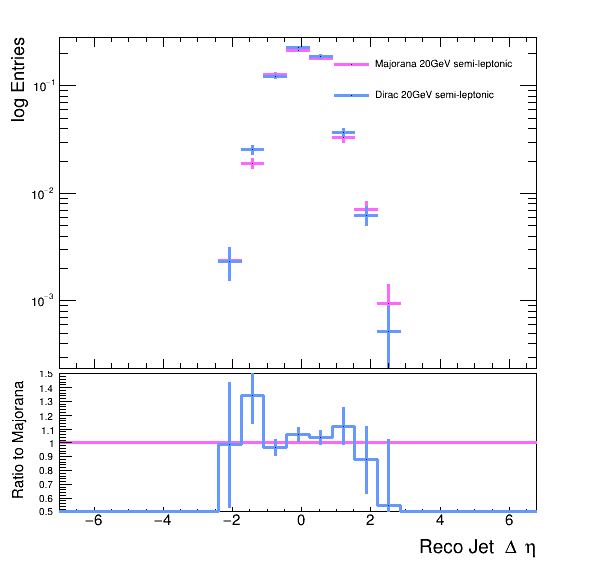 log Entries
Majorana 20GeV semi-leptonic
Dirac 20GeV semi-leptonic
10⁻¹
10⁻²
10⁻³
Ratio to Majorana
1.5
1.4
1.3
1.2
1.1
1
0.9
0.8
0.7
0.6
0.5
−6 −4 −2 0 2 4 6
Reco Jet Δ η